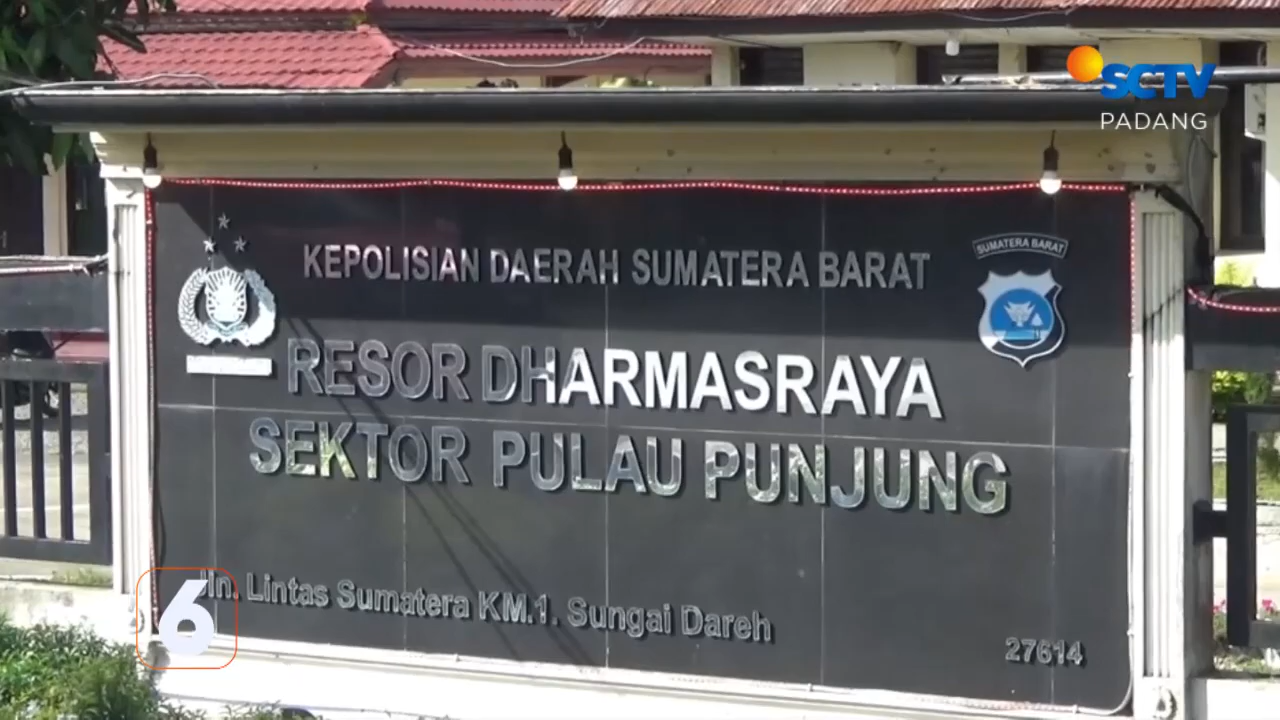 SCTV
PADANG
SUMATERA BARAT
KEPOLISIAN DAERAH SUMATERA BARAT
RESOR DHARMASRAYA
SEKTOR PULAU PUNJUNG
Jln. Lintas Sumatera KM.1. Sungai Dareh
27614
6